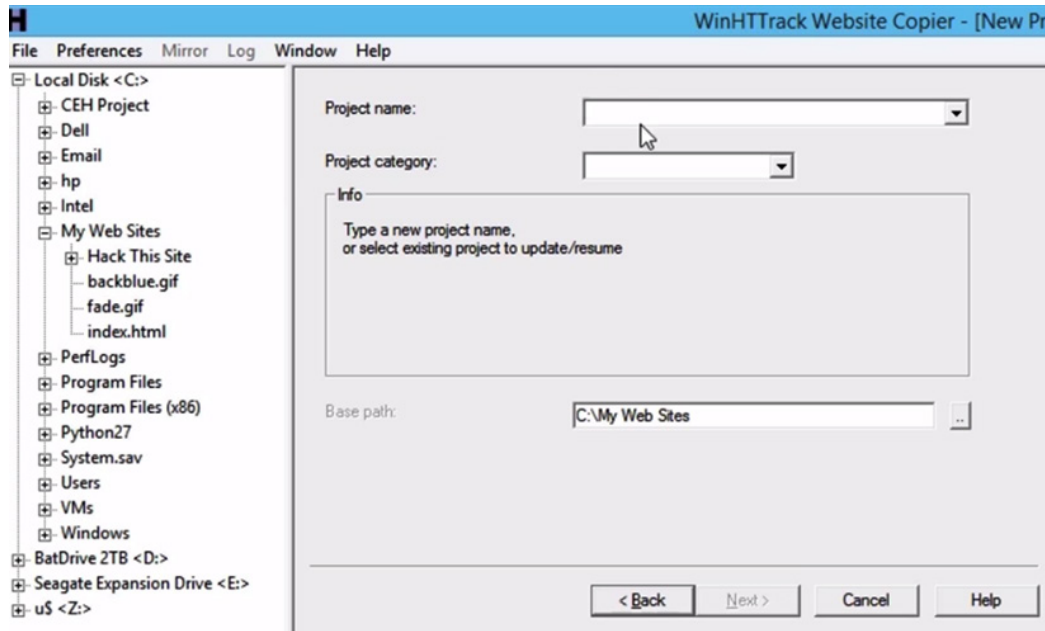 H
WinHTTrack Website Copier - [New Pr
File Preferences Mirror Log Window Help
Local Disk <C:>
CEH Project
Dell
Email
hp
Intel
My Web Sites
Hack This Site
backblue.gif
fade.gif
index.html
PerfLogs
Program Files
Program Files (x86)
Python27
System.sav
Users
VMs
Windows
BatDrive 2TB <D:>
Seagate Expansion Drive <E:>
u$ <Z:>
Project name:
Project category:
Info
Type a new project name,
or select existing project to update/resume
Base path:
C:\My Web Sites
..
< Back
Next >
Cancel
Help